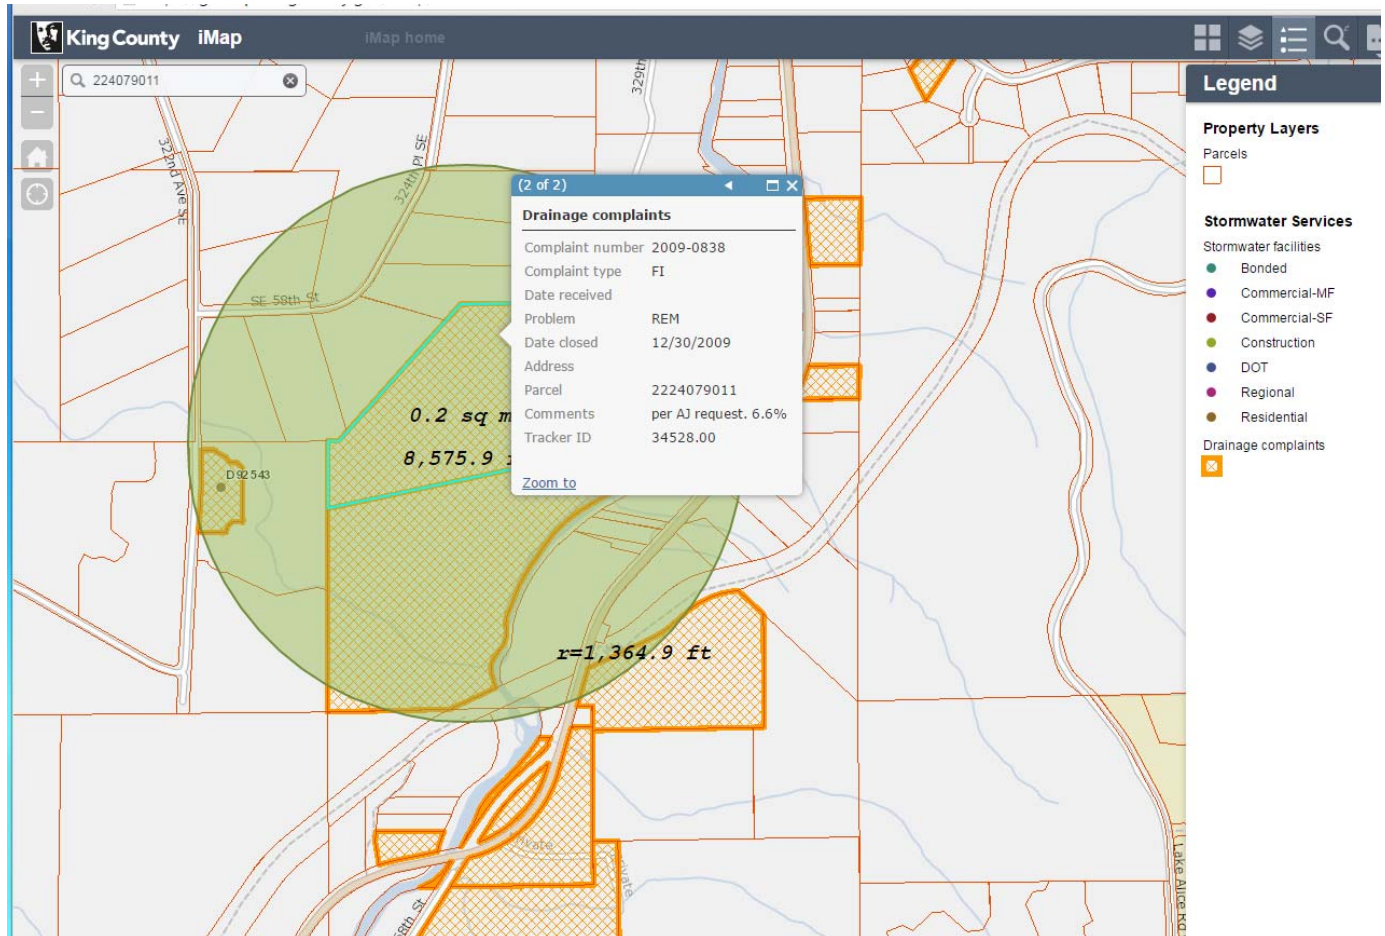 King County iMap
iMap home
224079011
Legend
Property Layers
Parcels
Stormwater Services
Stormwater facilities
Bonded
Commercial-MF
Commercial-SF
Construction
DOT
Regional
Residential
Drainage complaints
329th
322nd Ave SE
324th Pl SE
SE 58th St
(2 of 2)
Drainage complaints
Complaint number 2009-0838
Complaint type FI
Date received
Problem REM
Date closed 12/30/2009
Address
Parcel 2224079011
Comments per AJ request. 6.6%
Tracker ID 34528.00
Zoom to
0.2 sq m
8,575.9
D92543
r=1,364.9 ft
Private
private
58th St
Lake Alice Rd